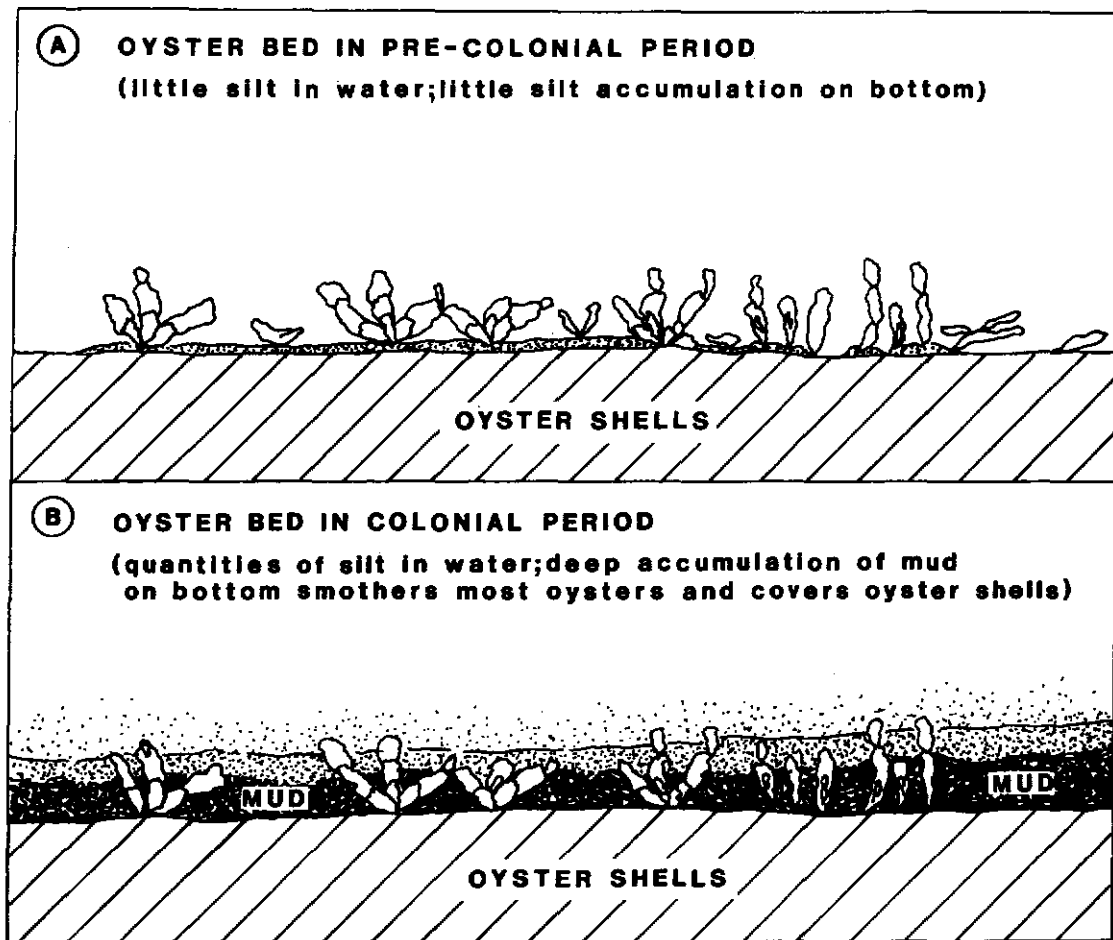 A OYSTER BED IN PRE-COLONIAL PERIOD
(little silt in water;little silt accumulation on bottom)
OYSTER SHELLS
B OYSTER BED IN COLONIAL PERIOD
(quantities of silt in water;deep accumulation of mud
on bottom smothers most oysters and covers oyster shells)
MUD
MUD
OYSTER SHELLS